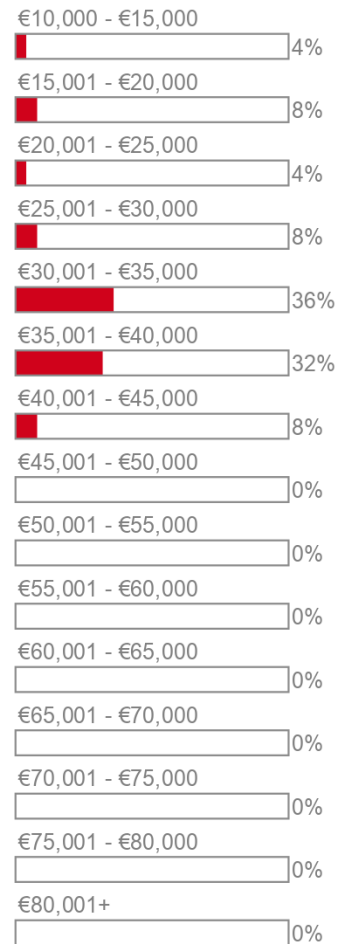 €10,000 - €15,000
4%
€15,001 - €20,000
8%
€20,001 - €25,000
4%
€25,001 - €30,000
8%
€30,001 - €35,000
36%
€35,001 - €40,000
32%
€40,001 - €45,000
8%
€45,001 - €50,000
0%
€50,001 - €55,000
0%
€55,001 - €60,000
0%
€60,001 - €65,000
0%
€65,001 - €70,000
0%
€70,001 - €75,000
0%
€75,001 - €80,000
0%
€80,001+
0%